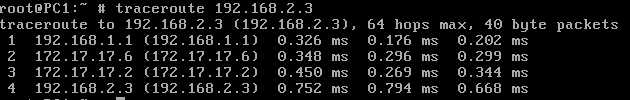 root@PC1:~ # traceroute 192.168.2.3
traceroute to 192.168.2.3 (192.168.2.3), 64 hops max, 40 byte packets
1 192.168.1.1 (192.168.1.1) 0.326 ms 0.176 ms 0.202 ms
2 172.17.17.6 (172.17.17.6) 0.348 ms 0.296 ms 0.299 ms
3 172.17.17.2 (172.17.17.2) 0.450 ms 0.269 ms 0.344 ms
4 192.168.2.3 (192.168.2.3) 0.752 ms 0.794 ms 0.668 ms